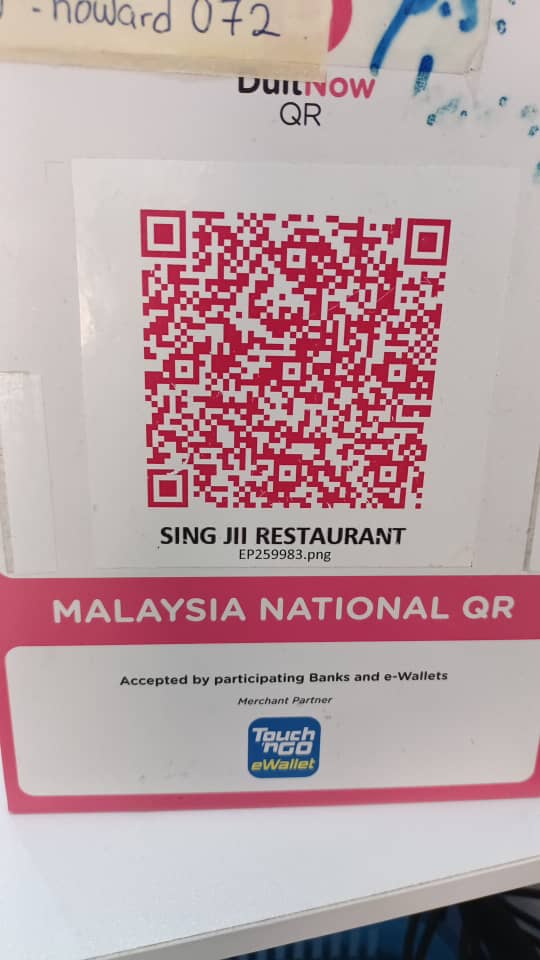 - howard 072
DuitNow
QR
SING JII RESTAURANT
EP259983.png
MALAYSIA NATIONAL QR
Accepted by participating Banks and e-Wallets
Merchant Partner
Touch
'nGO
eWallet